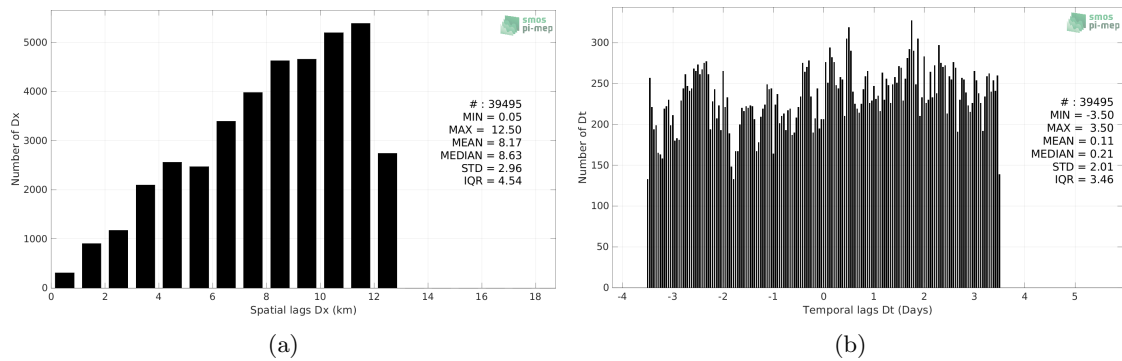 smos
pi-mep
Number of Dx
5000
4000
3000
2000
1000
0
# : 39495
MIN = 0.05
MAX = 12.50
MEAN = 8.17
MEDIAN = 8.63
STD = 2.96
IQR = 4.54
0 2 4 6 8 10 12 14 16 18
Spatial lags Dx (km)
(a)
smos
pi-mep
Number of Dt
300
250
200
150
100
50
0
# : 39495
MIN = -3.50
MAX = 3.50
MEAN = 0.11
MEDIAN = 0.21
STD = 2.01
IQR = 3.46
-4 -3 -2 -1 0 1 2 3 4 5
Temporal lags Dt (Days)
(b)